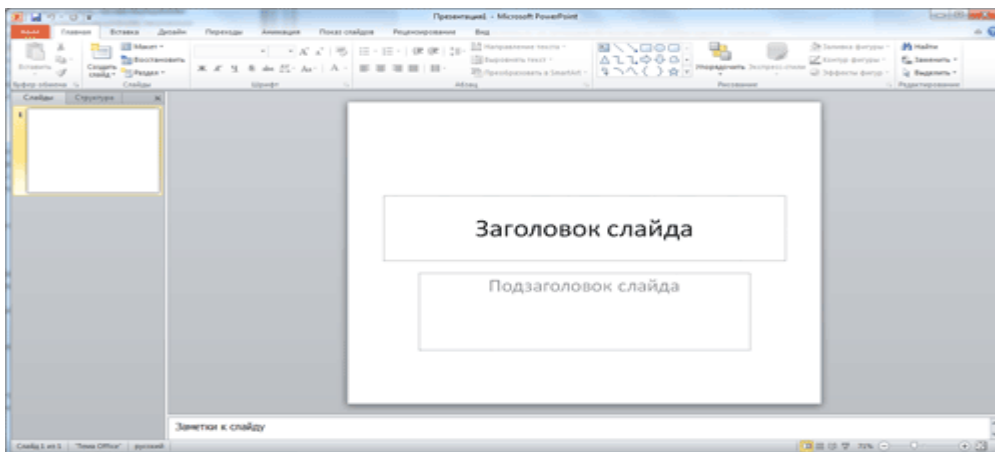 Презентация1 - Microsoft PowerPoint
Файл Главная Вставка Дизайн Переходы Анимация Показ слайдов Рецензирование Вид
Макет
Восстановить
Раздел
Вставить
Создать слайд
Направление текста
Выровнять текст
Преобразовать в SmartArt
Упорядочить Экспресс-стили
Заливка фигуры
Контур фигуры
Эффекты фигур
Найти
Заменить
Выделить
Буфер обмена Слайды Шрифт Абзац Рисование Редактирование
Слайды Структура
1
Заголовок слайда
Подзаголовок слайда
Заметки к слайду
Слайд 1 из 1 "Тема Office" русский 71%